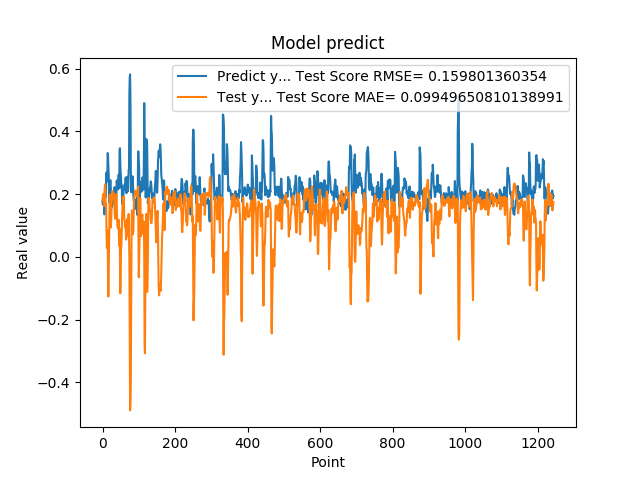 Model predict
Predict y... Test Score RMSE= 0.159801360354
Test y... Test Score MAE= 0.09949650810138991
0.6
0.4
0.2
0.0
−0.2
−0.4
Real value
0 200 400 600 800 1000 1200
Point